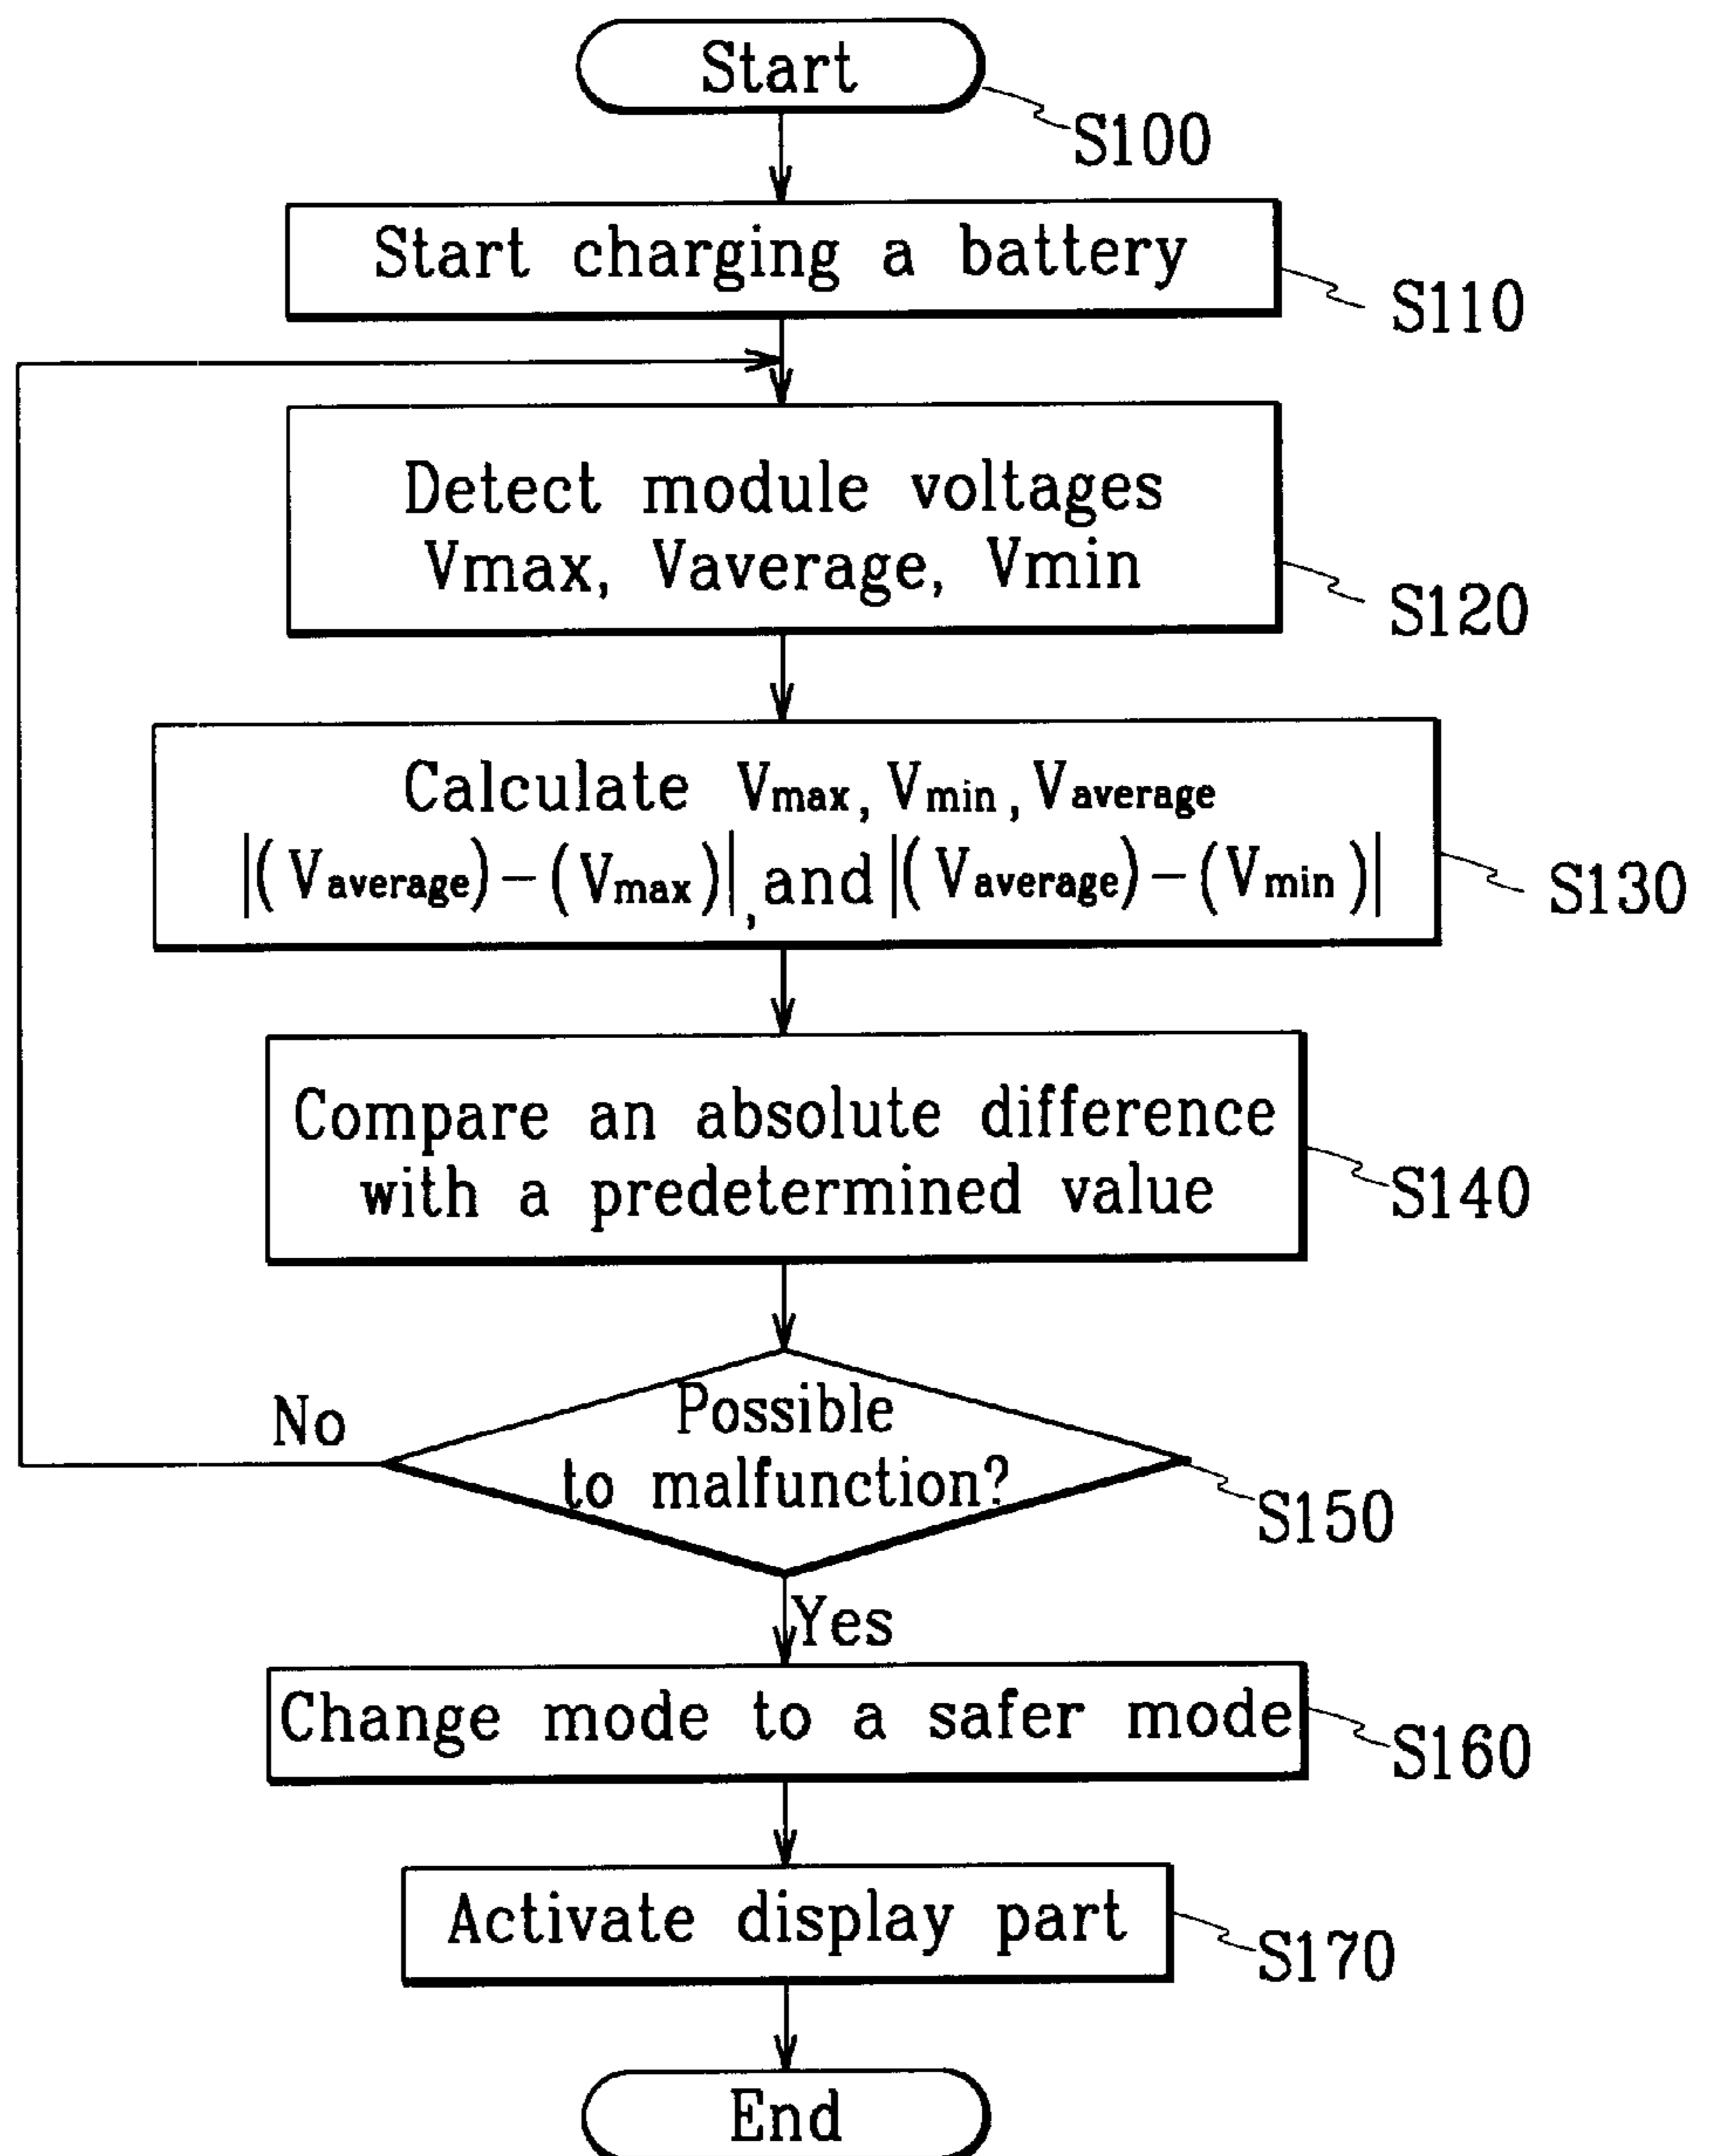 Start
S100
Start charging a battery
S110
Detect module voltages
Vmax, Vaverage, Vmin
S120
Calculate Vmax, Vmin, Vaverage
|(Vaverage)-(Vmax)|, and |(Vaverage)-(Vmin)|
S130
Compare an absolute difference
with a predetermined value
S140
Possible
to malfunction?
No
S150
Yes
Change mode to a safer mode
S160
Activate display part
S170
End